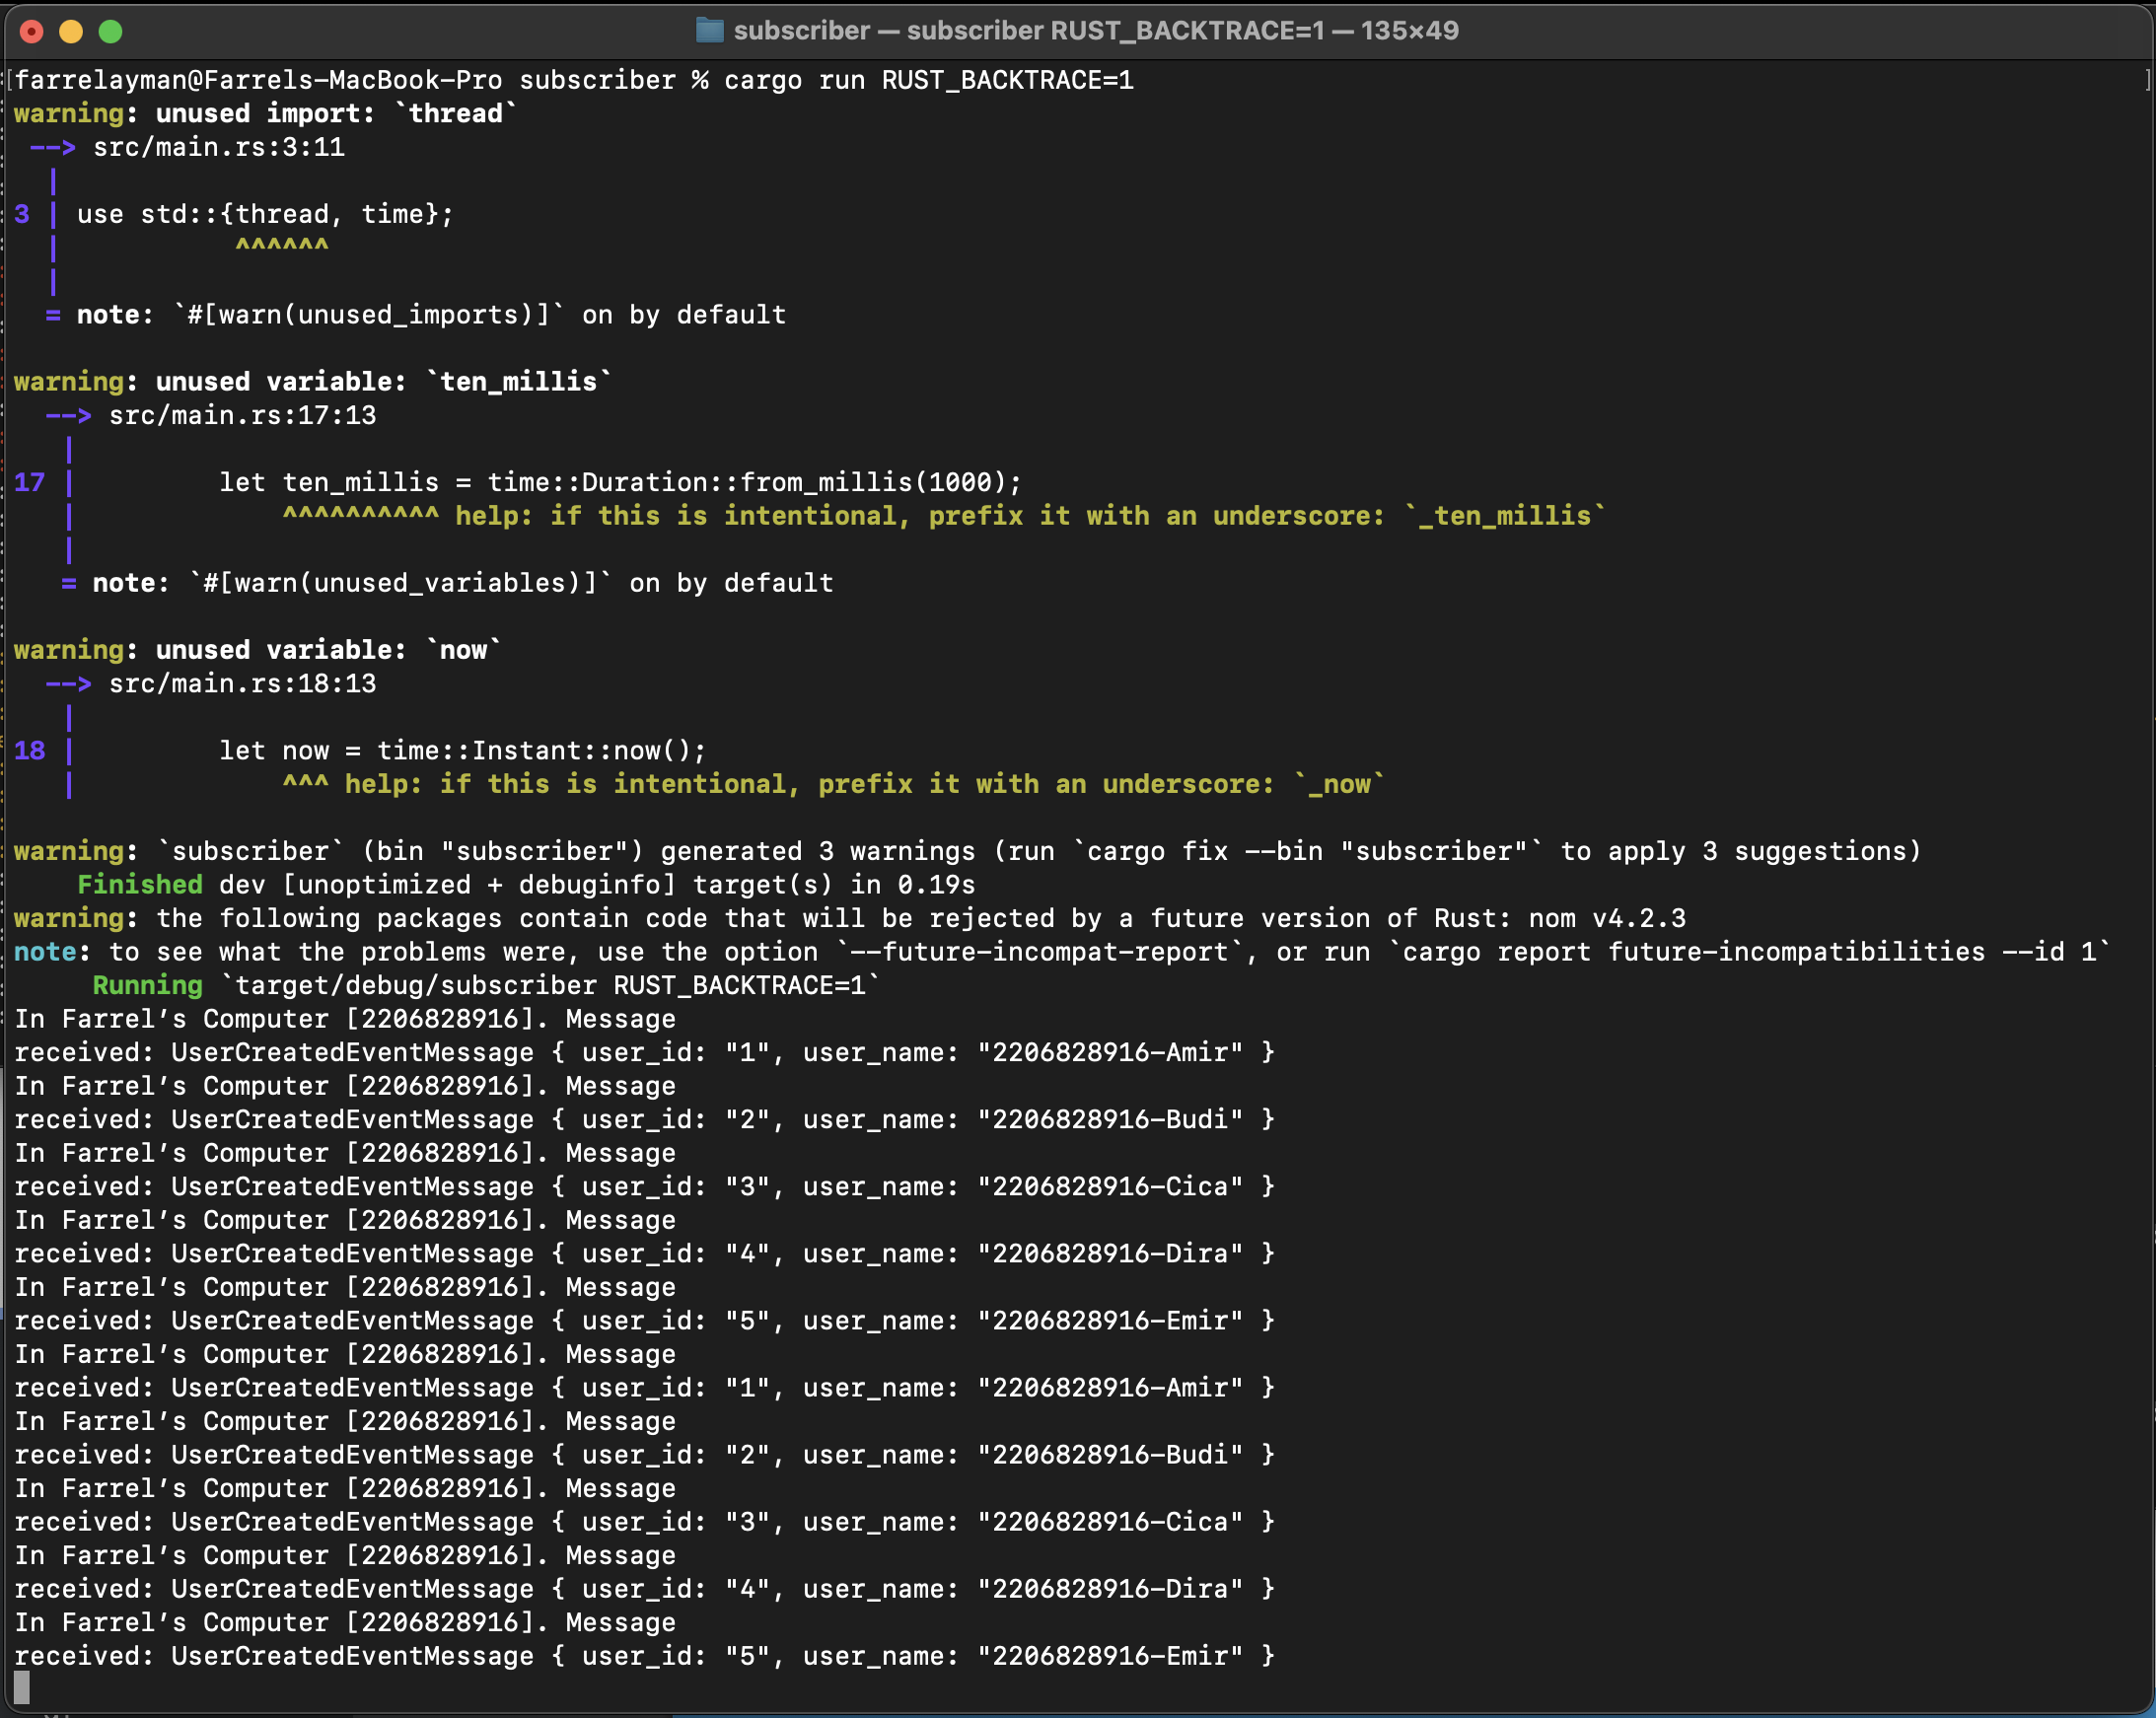 subscriber — subscriber RUST_BACKTRACE=1 — 135×49
[farrelayman@Farrels-MacBook-Pro subscriber % cargo run RUST_BACKTRACE=1 ]
warning: unused import: `thread`
 --> src/main.rs:3:11
  |
3 | use std::{thread, time};
  |           ^^^^^^
  |
  = note: `#[warn(unused_imports)]` on by default
warning: unused variable: `ten_millis`
  --> src/main.rs:17:13
   |
17 |         let ten_millis = time::Duration::from_millis(1000);
   |             ^^^^^^^^^^ help: if this is intentional, prefix it with an underscore: `_ten_millis`
   |
   = note: `#[warn(unused_variables)]` on by default
warning: unused variable: `now`
  --> src/main.rs:18:13
   |
18 |         let now = time::Instant::now();
   |             ^^^ help: if this is intentional, prefix it with an underscore: `_now`
warning: `subscriber` (bin "subscriber") generated 3 warnings (run `cargo fix --bin "subscriber"` to apply 3 suggestions)
    Finished dev [unoptimized + debuginfo] target(s) in 0.19s
warning: the following packages contain code that will be rejected by a future version of Rust: nom v4.2.3
note: to see what the problems were, use the option `--future-incompat-report`, or run `cargo report future-incompatibilities --id 1`
     Running `target/debug/subscriber RUST_BACKTRACE=1`
In Farrel’s Computer [2206828916]. Message
received: UserCreatedEventMessage { user_id: "1", user_name: "2206828916-Amir" }
In Farrel’s Computer [2206828916]. Message
received: UserCreatedEventMessage { user_id: "2", user_name: "2206828916-Budi" }
In Farrel’s Computer [2206828916]. Message
received: UserCreatedEventMessage { user_id: "3", user_name: "2206828916-Cica" }
In Farrel’s Computer [2206828916]. Message
received: UserCreatedEventMessage { user_id: "4", user_name: "2206828916-Dira" }
In Farrel’s Computer [2206828916]. Message
received: UserCreatedEventMessage { user_id: "5", user_name: "2206828916-Emir" }
In Farrel’s Computer [2206828916]. Message
received: UserCreatedEventMessage { user_id: "1", user_name: "2206828916-Amir" }
In Farrel’s Computer [2206828916]. Message
received: UserCreatedEventMessage { user_id: "2", user_name: "2206828916-Budi" }
In Farrel’s Computer [2206828916]. Message
received: UserCreatedEventMessage { user_id: "3", user_name: "2206828916-Cica" }
In Farrel’s Computer [2206828916]. Message
received: UserCreatedEventMessage { user_id: "4", user_name: "2206828916-Dira" }
In Farrel’s Computer [2206828916]. Message
received: UserCreatedEventMessage { user_id: "5", user_name: "2206828916-Emir" }